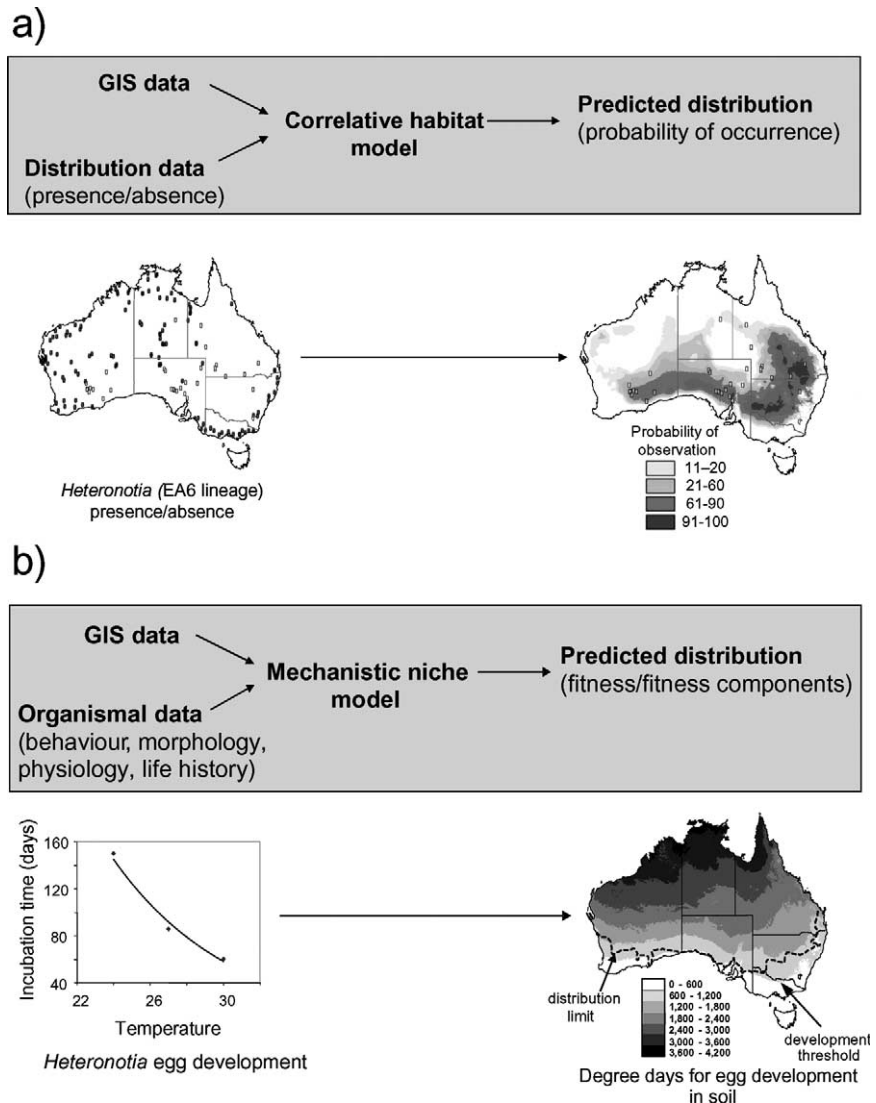 a)
GIS data
Distribution data
(presence/absence)
Correlative habitat
model
Predicted distribution
(probability of occurrence)
Heteronotia (EA6 lineage)
presence/absence
Probability of
observation
11–20
21-60
61-90
91-100
b)
GIS data
Organismal data
(behaviour, morphology,
physiology, life history)
Mechanistic niche
model
Predicted distribution
(fitness/fitness components)
Incubation time (days)
160
120
80
40
22
26
30
Temperature
Heteronotia egg development
distribution
limit
0 - 600
600 - 1,200
1,800 - 2,400
2,400 - 3,000
3,000 - 3,600
3,600 - 4,200
development
threshold
Degree days for egg development
in soil